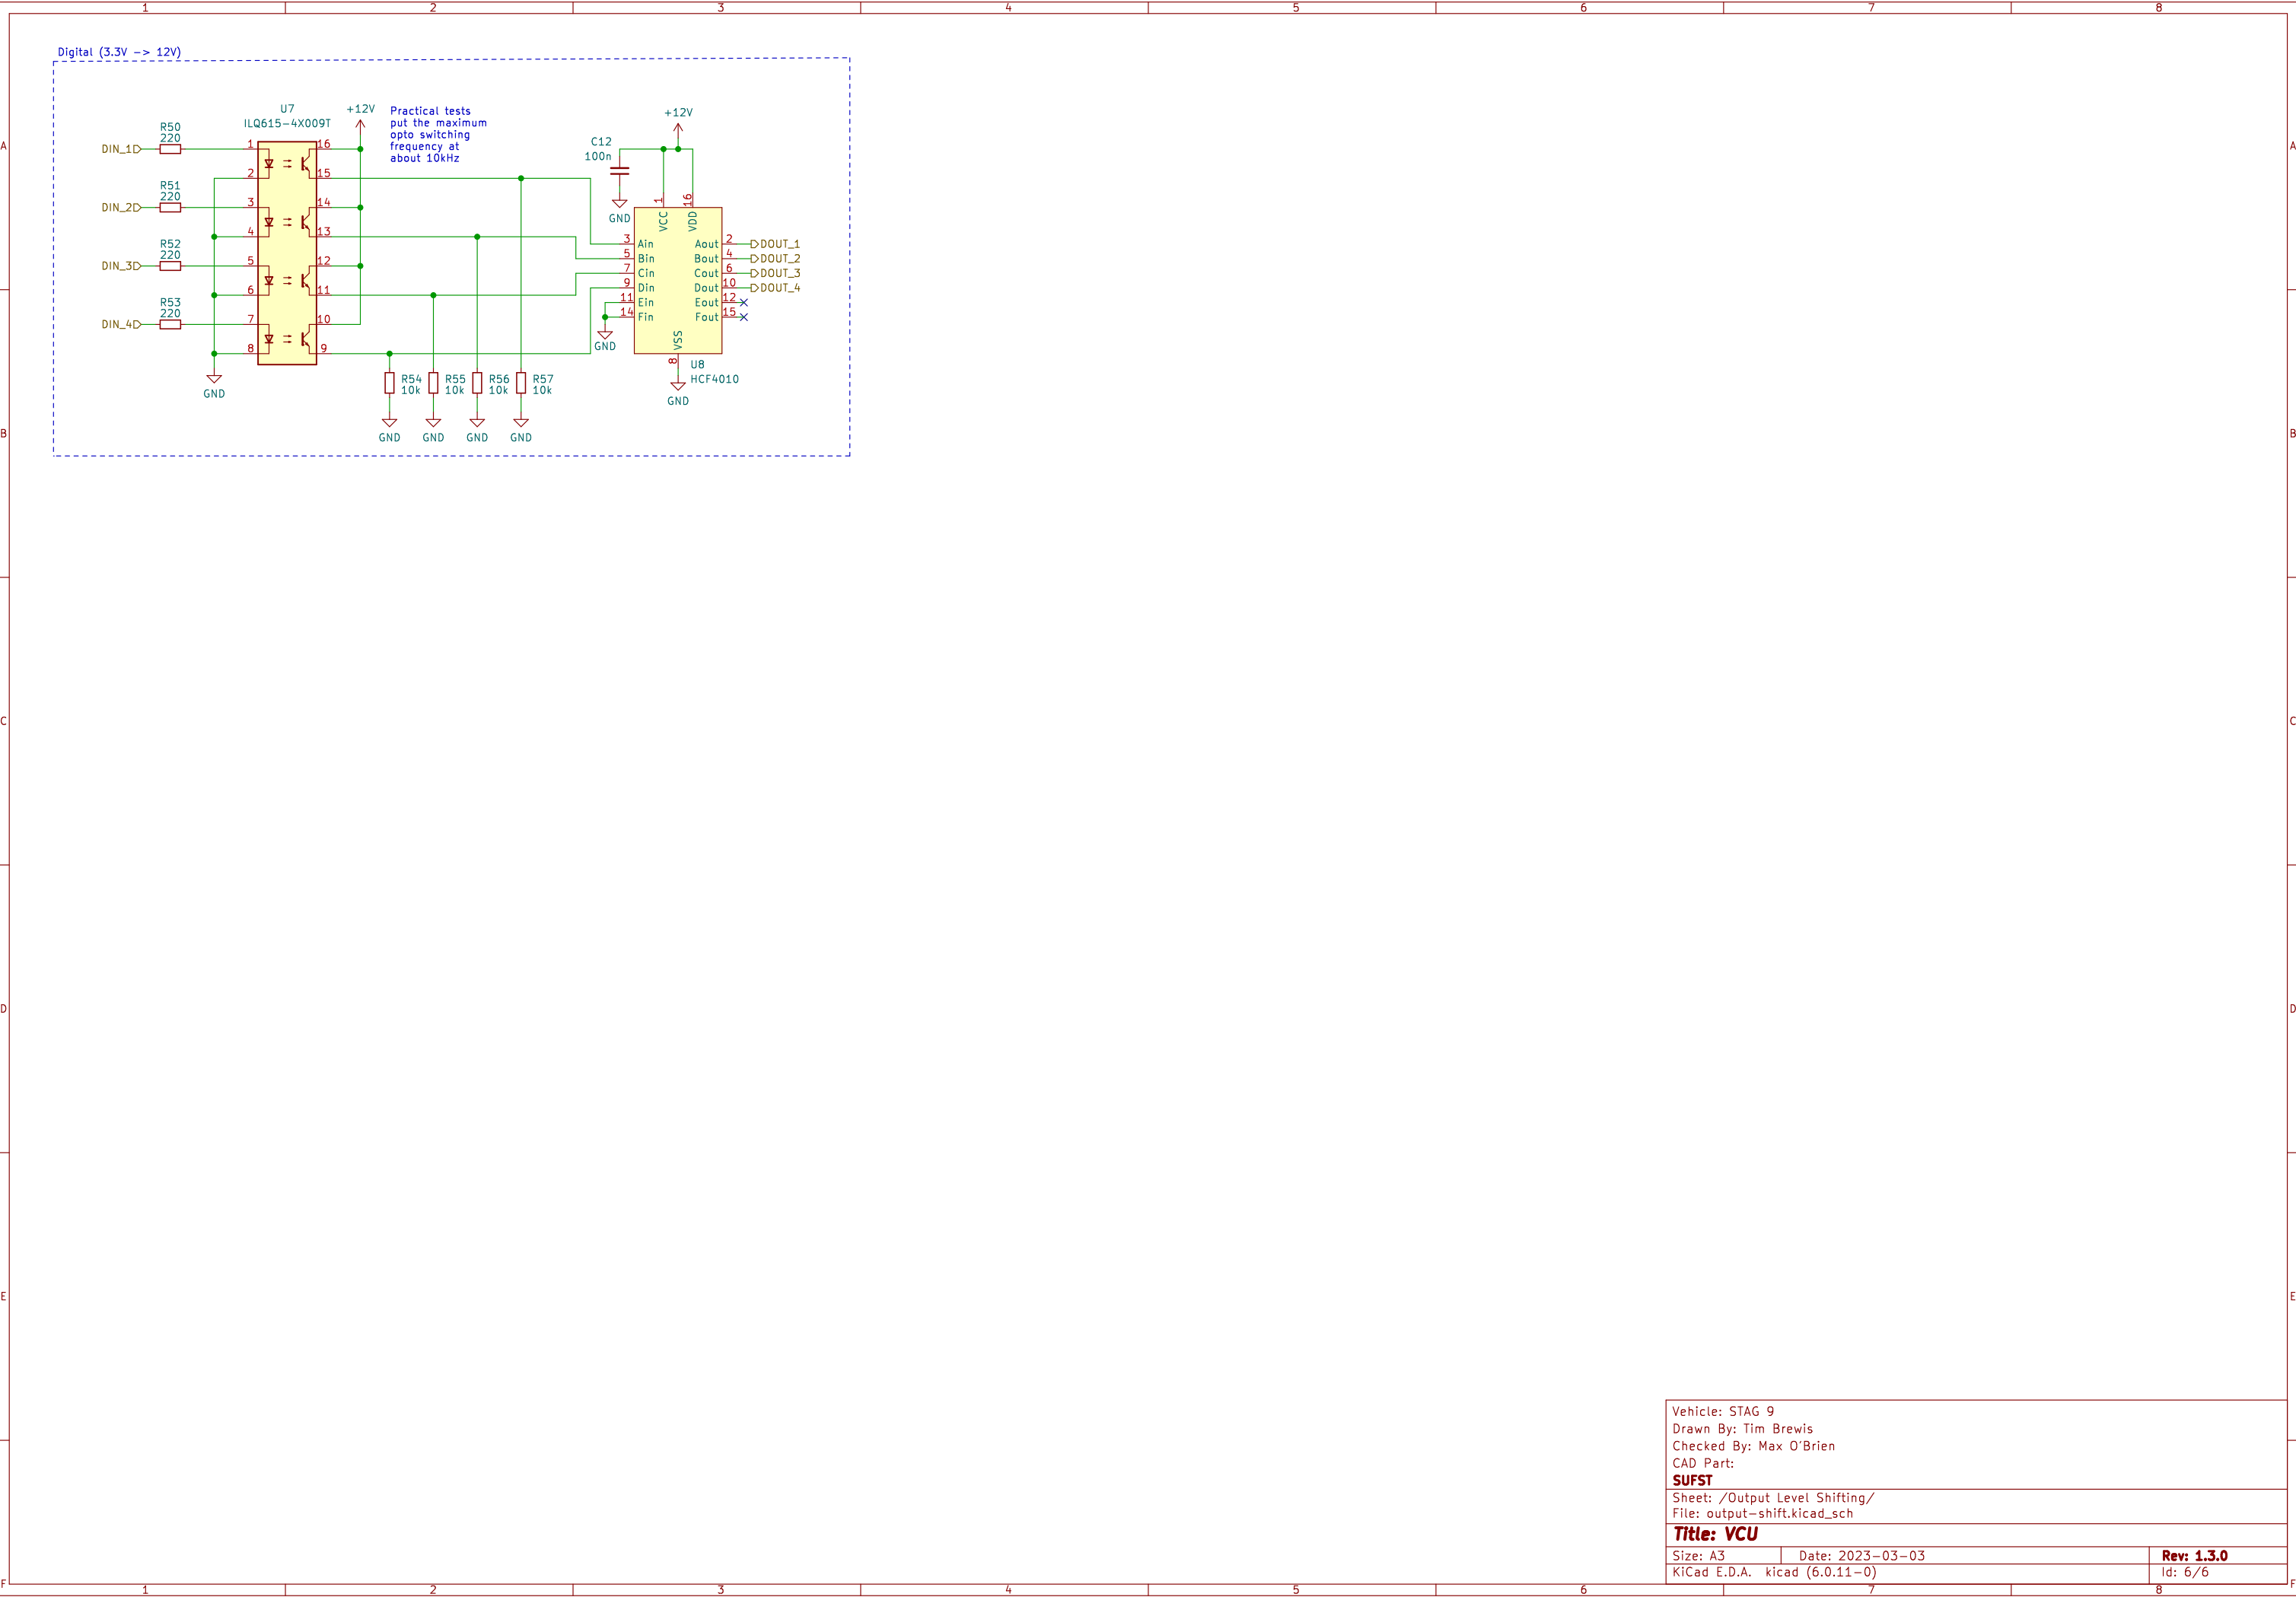 1 2 3 4 5 6 7 8
Digital (3.3V -> 12V)
U7
ILQ615-4X009T
+12V
Practical tests
put the maximum
opto switching
frequency at
about 10kHz
+12V
C12
100n
GND
R50
220
DIN_1
R51
220
DIN_2
R52
220
DIN_3
R53
220
DIN_4
1 16
2 15
3 14
4 13
5 12
6 11
7 10
8 9
GND
1 VCC
16 VDD
3 Ain Aout 2 DOUT_1
5 Bin Bout 4 DOUT_2
7 Cin Cout 6 DOUT_3
9 Din Dout 10 DOUT_4
11 Ein Eout 12
14 Fin Fout 15
GND
VSS
8
U8
HCF4010
GND
R54
10k
R55
10k
R56
10k
R57
10k
GND GND GND GND
A A
B B
C C
D D
E E
F F
Vehicle: STAG 9
Drawn By: Tim Brewis
Checked By: Max O'Brien
CAD Part:
SUFST
Sheet: /Output Level Shifting/
File: output-shift.kicad_sch
Title: VCU
Size: A3 Date: 2023-03-03 Rev: 1.3.0
KiCad E.D.A. kicad (6.0.11-0) Id: 6/6
1 2 3 4 5 6 7 8